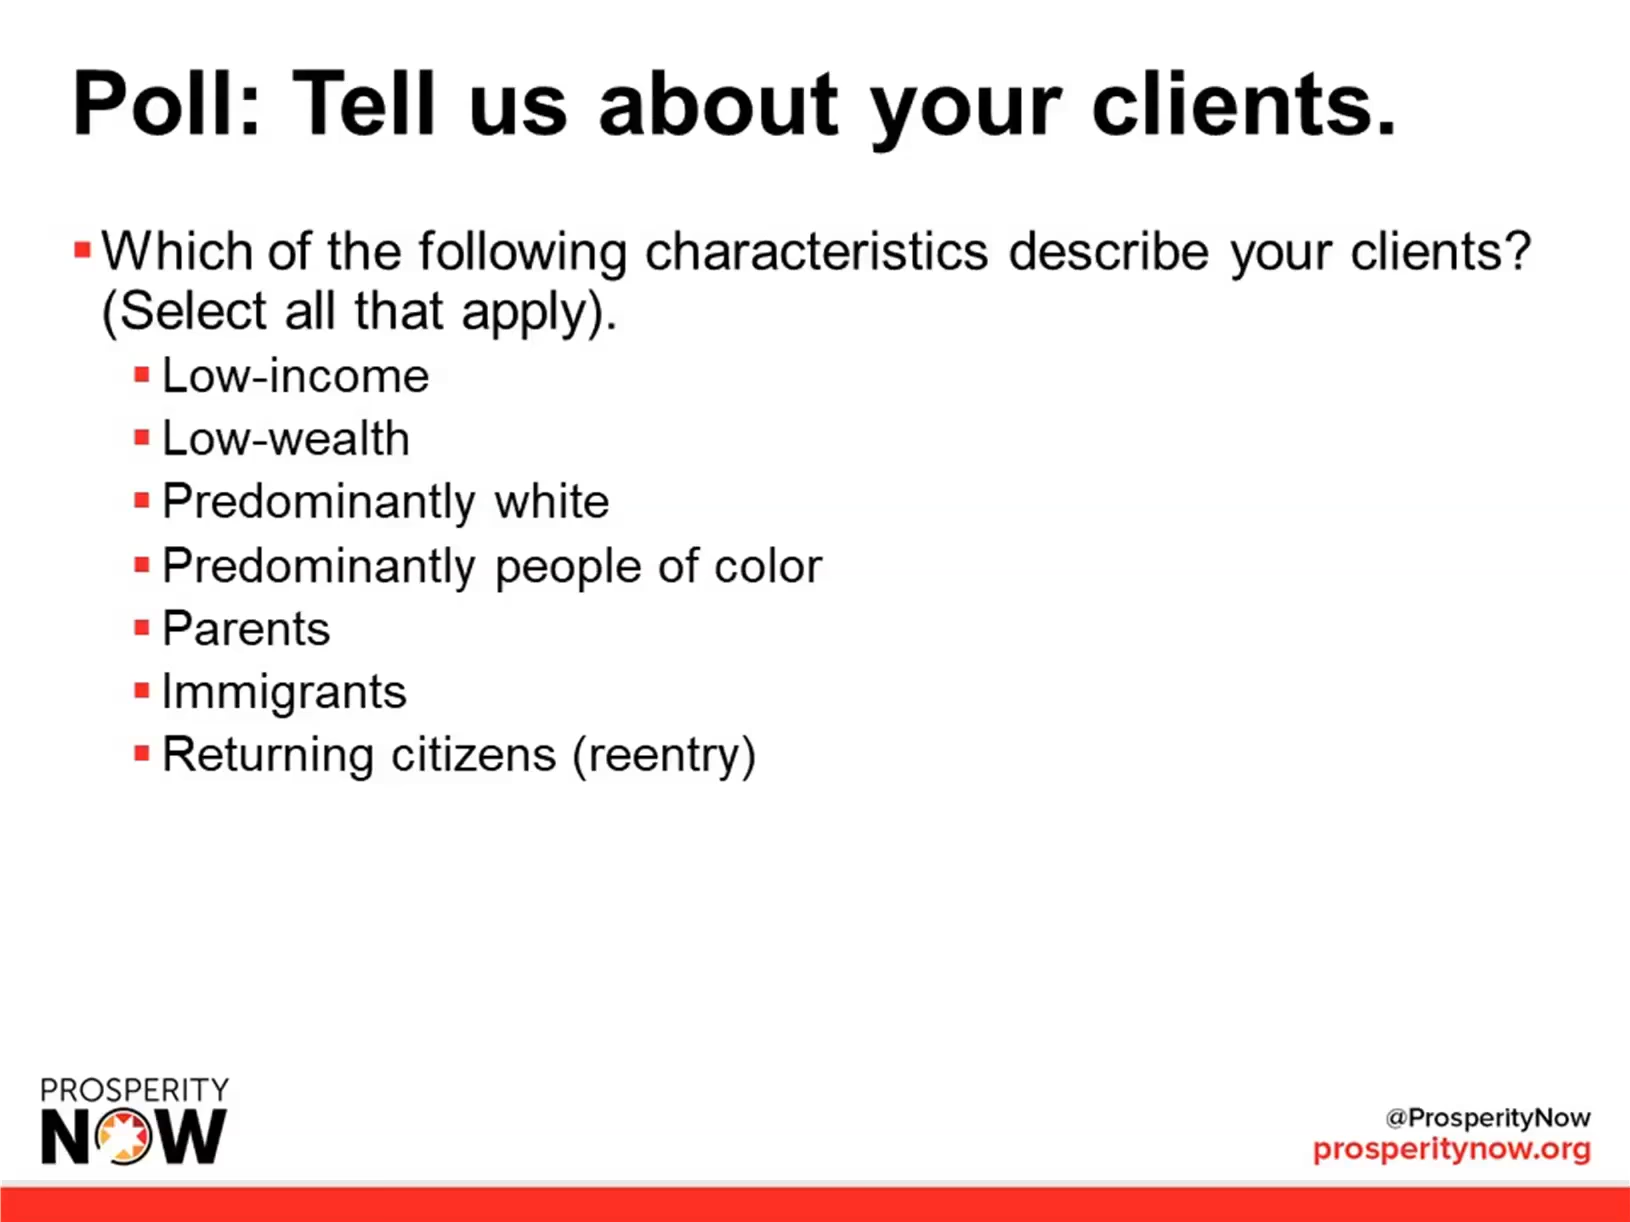 Poll: Tell us about your clients.
Which of the following characteristics describe your clients?
(Select all that apply).
Low-income
Low-wealth
Predominantly white
Predominantly people of color
Parents
Immigrants
Returning citizens (reentry)
PROSPERITY
NOW
@ProsperityNow
prosperitynow.org